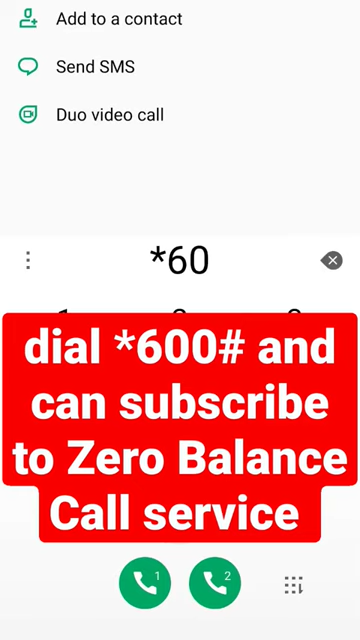 Add to a contact
Send SMS
Duo video call
*60
dial *600# and
can subscribe
to Zero Balance
Call service
1 2